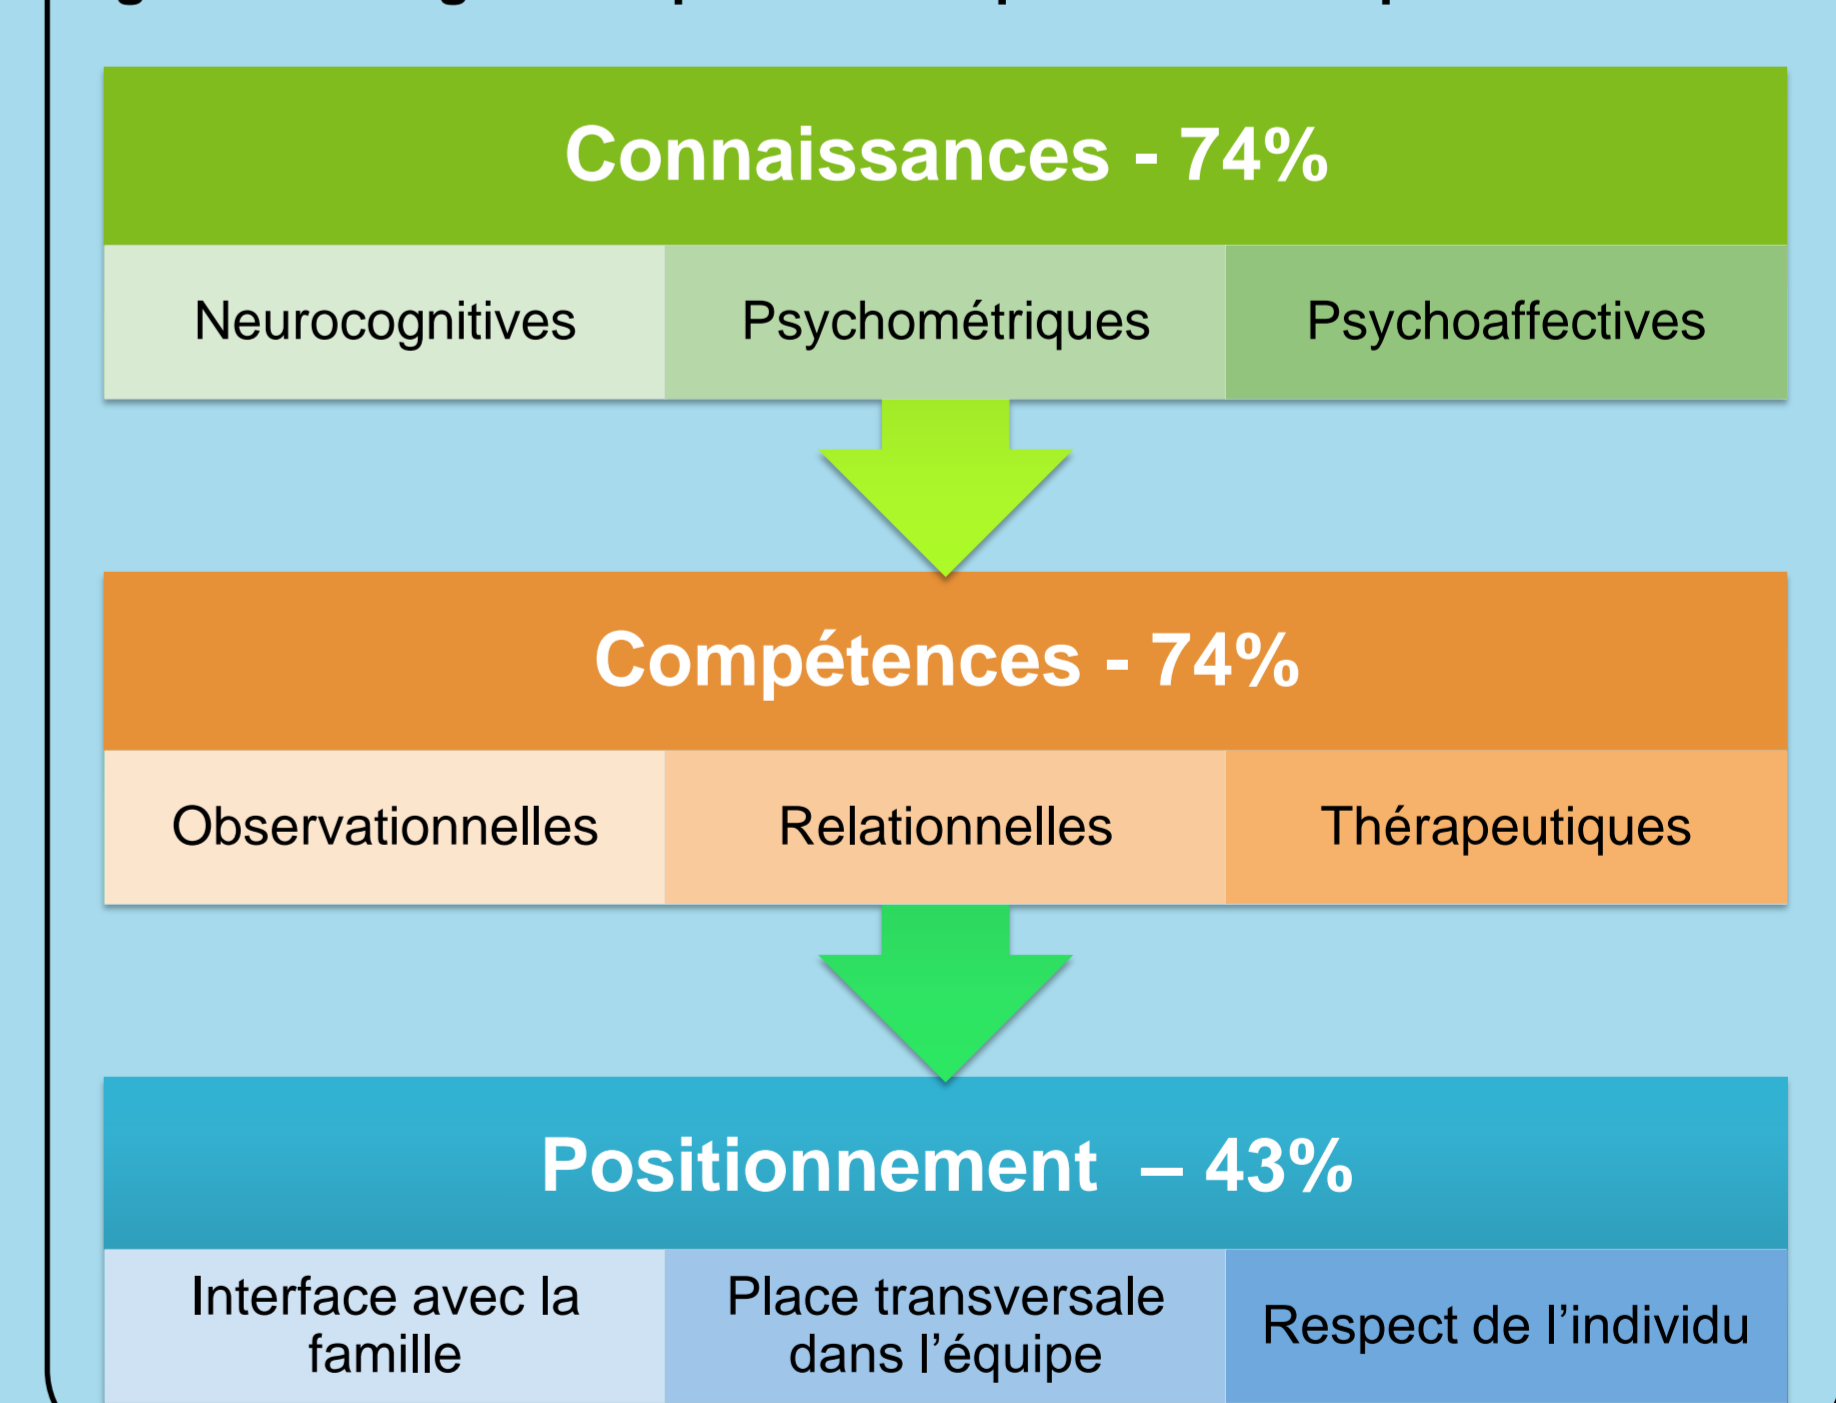 Connaissances - 74%
Neurocognitives Psychométriques Psychoaffectives
Compétences - 74%
Observationnelles Relationnelles Thérapeutiques
Positionnement – 43%
Interface avec la
famille
Place transversale
dans l’équipe
Respect de l’individu